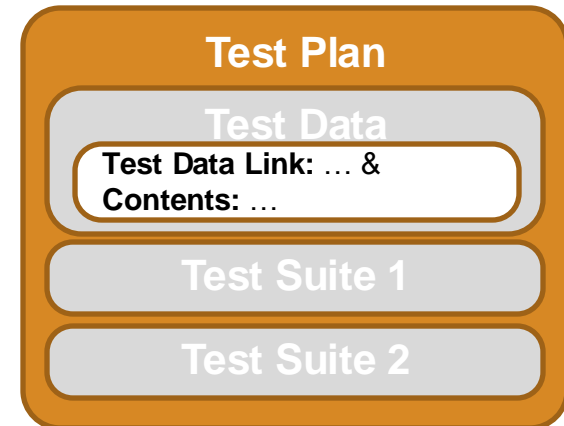 Test Plan
Test Data
Test Data Link: … &
Contents: …
Test Suite 1
Test Suite 2